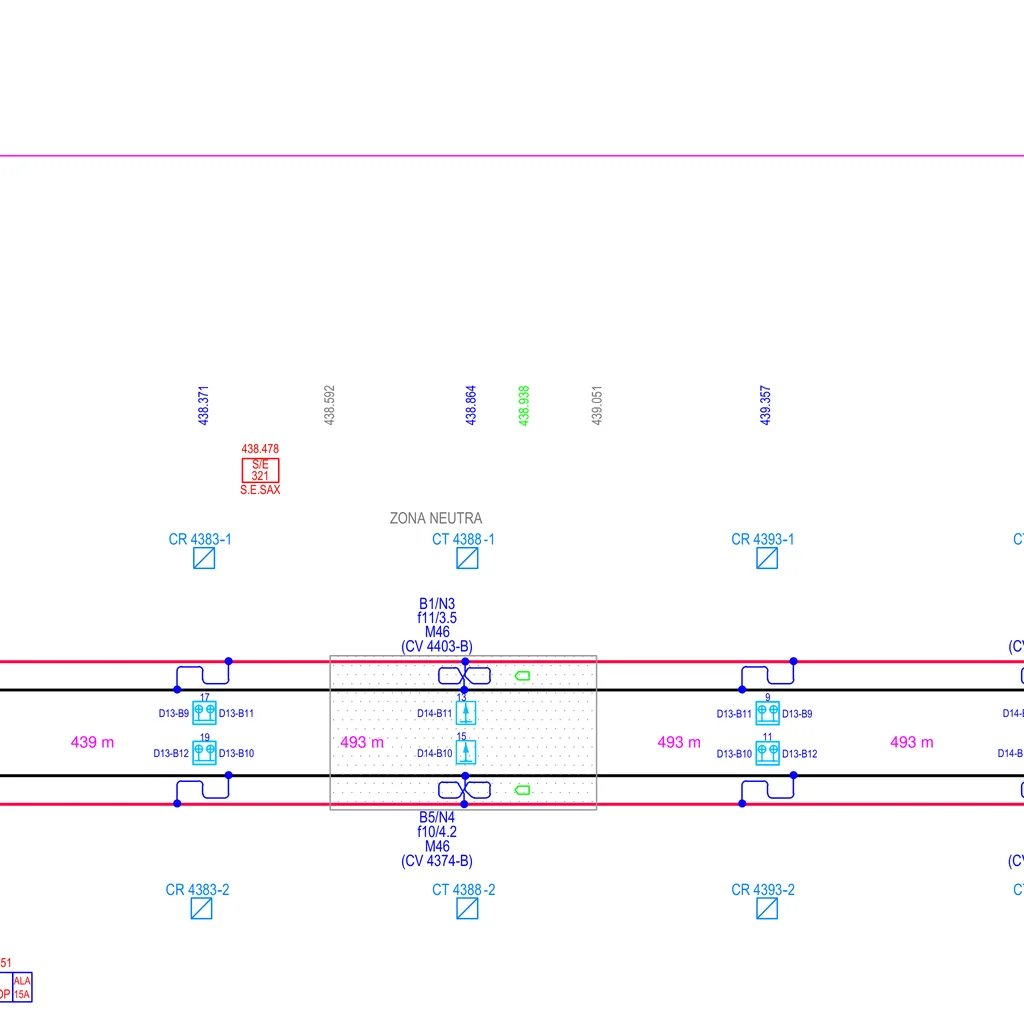 438.371
438.592
438.864
438.938
439.051
439.357
438.478
S/E
321
S.E.SAX
ZONA NEUTRA
CR 4383-1
CT 4388-1
CR 4393-1
B1/N3
f11/3.5
M46
(CV 4403-B)
17
13
9
D13-B9
D13-B11
D14-B11
D13-B11
D13-B9
D14-B
439 m
493 m
493 m
493 m
19
15
11
D13-B12
D13-B10
D14-B10
D13-B10
D13-B12
D14-B
B5/N4
f10/4.2
M46
(CV 4374-B)
CR 4383-2
CT 4388-2
CR 4393-2
51
ALA
OP
15A